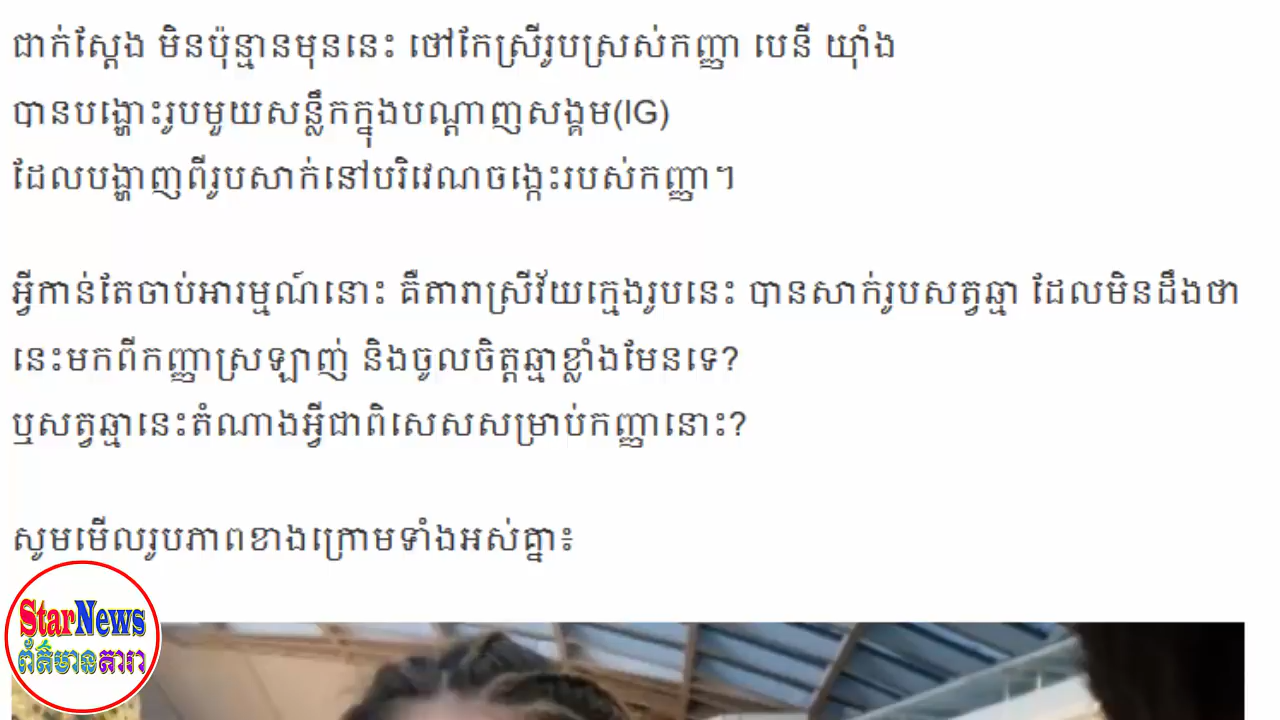 ជាក់ស្ដែង មិនប៉ុន្មានមុននេះ ថៅកែស្រីរូបស្រស់កញ្ញា បេនី យ៉ាំង
បានបង្ហោះរូបមួយសន្លឹកក្នុងបណ្ដាញសង្គម(IG)
ដែលបង្ហាញពីរូបសាក់នៅបរិវេណចង្កេះរបស់កញ្ញា។
អ្វីកាន់តែចាប់អារម្មណ៍នោះ គឺតារាស្រីវ័យក្មេងរូបនេះ បានសាក់រូបសត្វឆ្មា ដែលមិនដឹងថា
នេះមកពីកញ្ញាស្រឡាញ់ និងចូលចិត្តឆ្មាខ្លាំងមែនទេ?
ឬសត្វឆ្មានេះតំណាងអ្វីជាពិសេសសម្រាប់កញ្ញានោះ?
សូមមើលរូបភាពខាងក្រោមទាំងអស់គ្នា៖
StarNews
ព័ត៌មានតារា